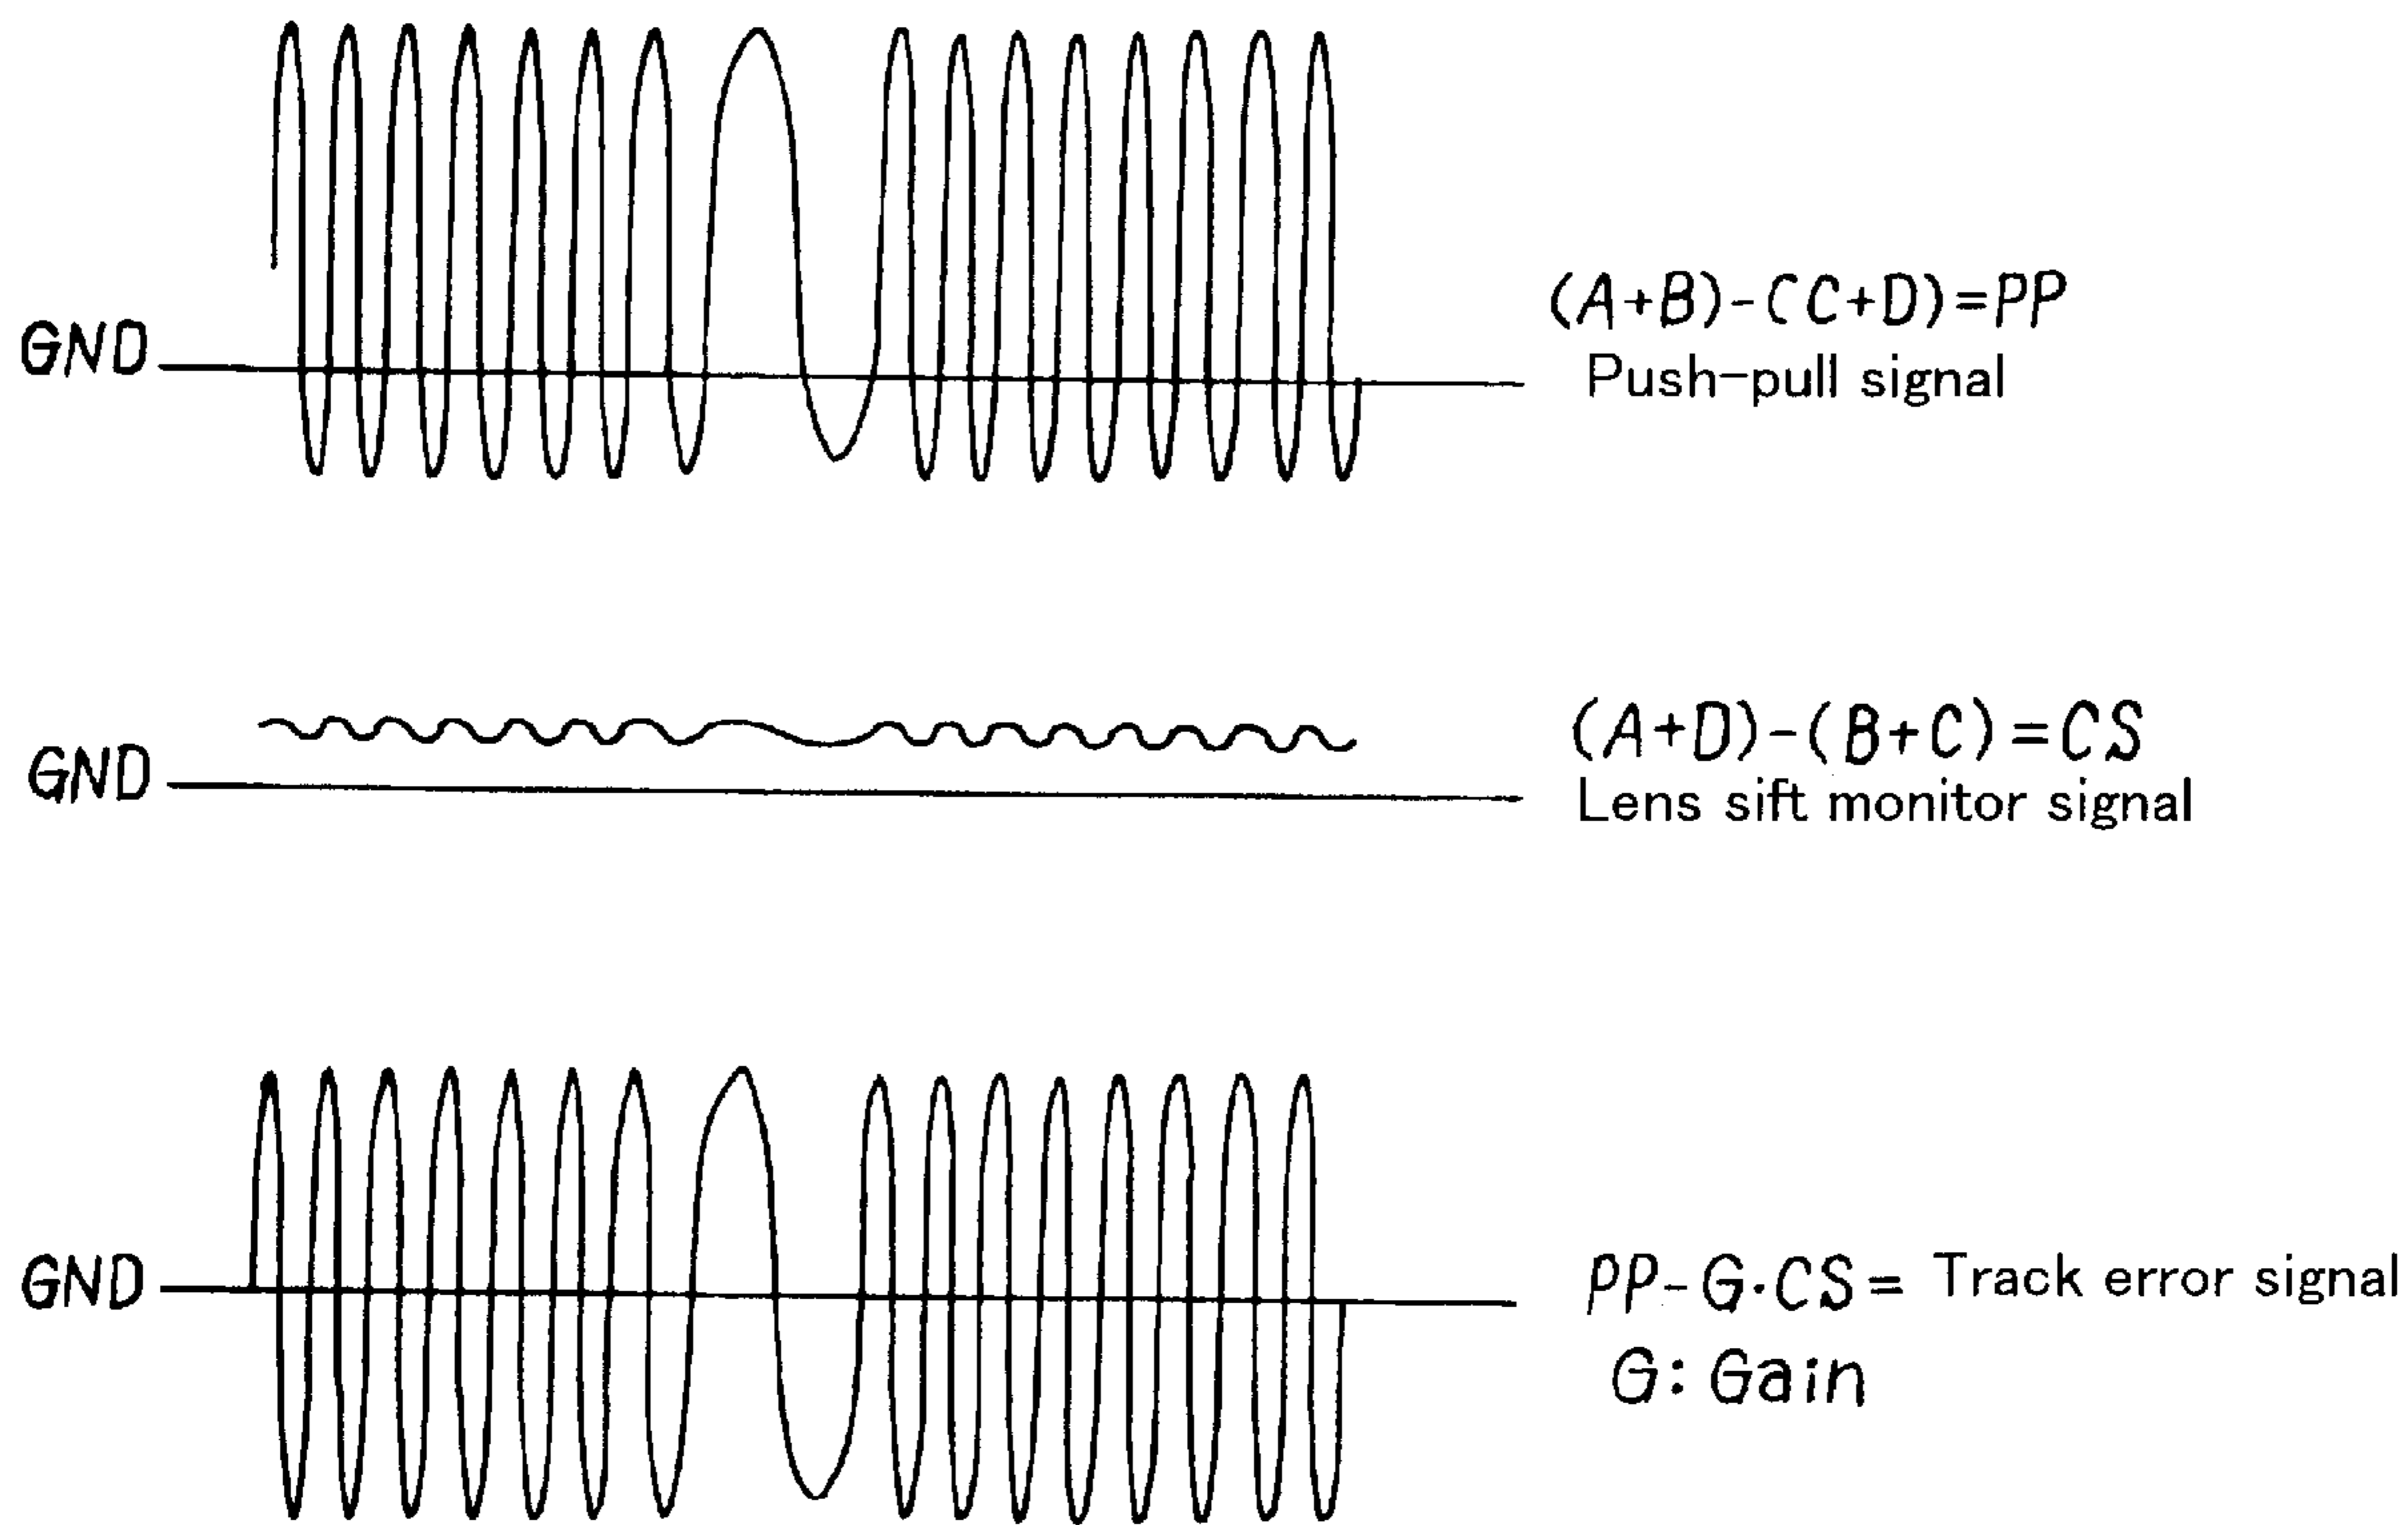 GND
(A+B)-(C+D)=PP
Push-pull signal
GND
(A+D)-(B+C)=CS
Lens sift monitor signal
GND
PP-G·CS= Track error signal
G: Gain